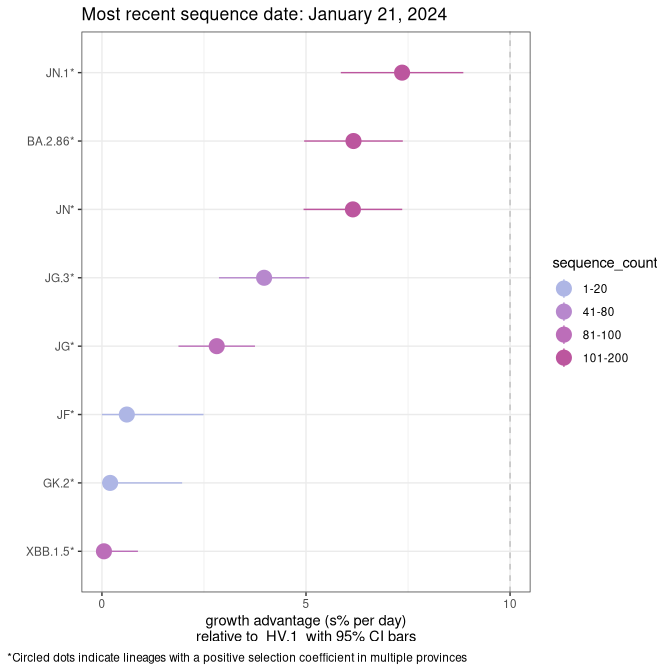 Most recent sequence date: January 21, 2024
JN.1*
BA.2.86*
JN*
JG.3*
JG*
JF*
GK.2*
XBB.1.5*
0
5
10
growth advantage (s% per day)
relative to  HV.1  with 95% CI bars
sequence_count
1-20
41-80
81-100
101-200
*Circled dots indicate lineages with a positive selection coefficient in multiple provinces